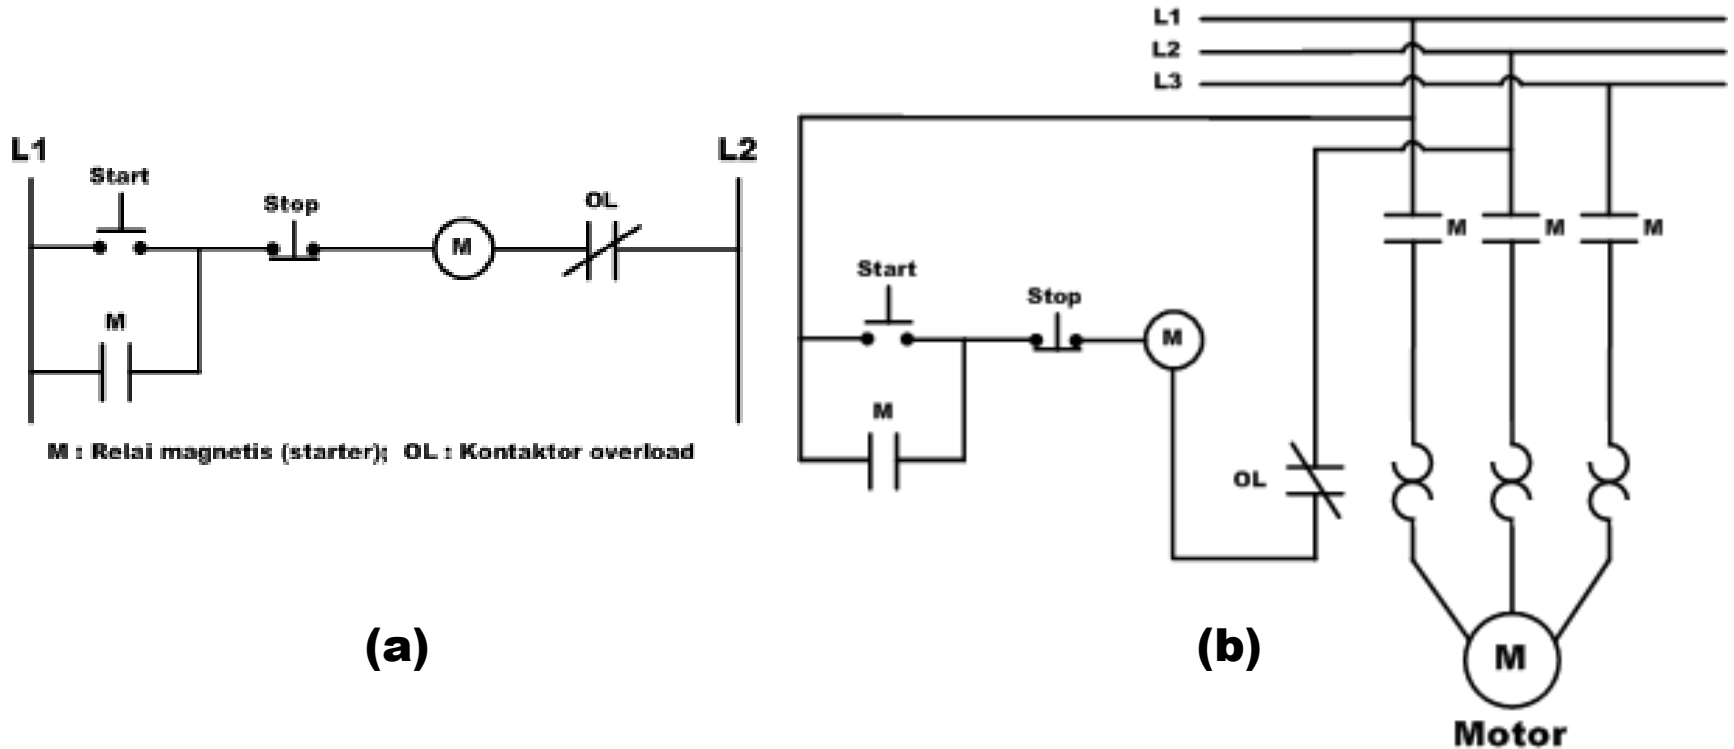 L1
L2
Start
Stop
OL
M
M
M : Relai magnetis (starter); OL : Kontaktor overload
(a)
L1
L2
L3
M
M
M
Start
Stop
M
M
OL
M
Motor
(b)